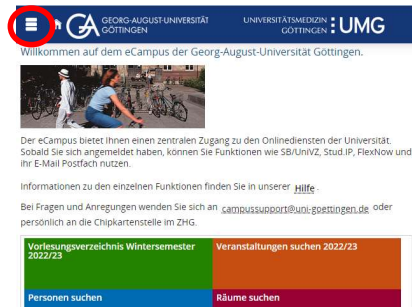 GEORG-AUGUST-UNIVERSITÄT
GÖTTINGEN
UNIVERSITÄTSMEDIZIN
GÖTTINGEN
UMG
Willkommen auf dem eCampus der Georg-August-Universität Göttingen.
Der eCampus bietet Ihnen einen zentralen Zugang zu den Onlinediensten der Universität.
Sobald Sie sich angemeldet haben, können Sie Funktionen wie SB/UniVZ, Stud.IP, FlexNow und
Ihr E-Mail Postfach nutzen.
Informationen zu den einzelnen Funktionen finden Sie in unserer Hilfe.
Bei Fragen und Anregungen wenden Sie sich an campussupport@uni-goettingen.de oder
persönlich an die Chipkartenstelle im ZHG.
Vorlesungsverzeichnis Wintersemester
2022/23
Veranstaltungen suchen 2022/23
Personen suchen
Räume suchen